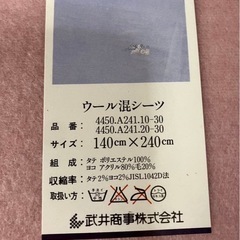 ウール混シーツ
品番： 4450.A241.10-30
4450.A241.20-30
サイズ： 140cm×240cm
組成： タテ ポリエステル100%
ヨコ アクリル80%毛20%
収縮率： タテ2%ヨコ2%JISL1042D法
取扱い方：
武井商事株式会社